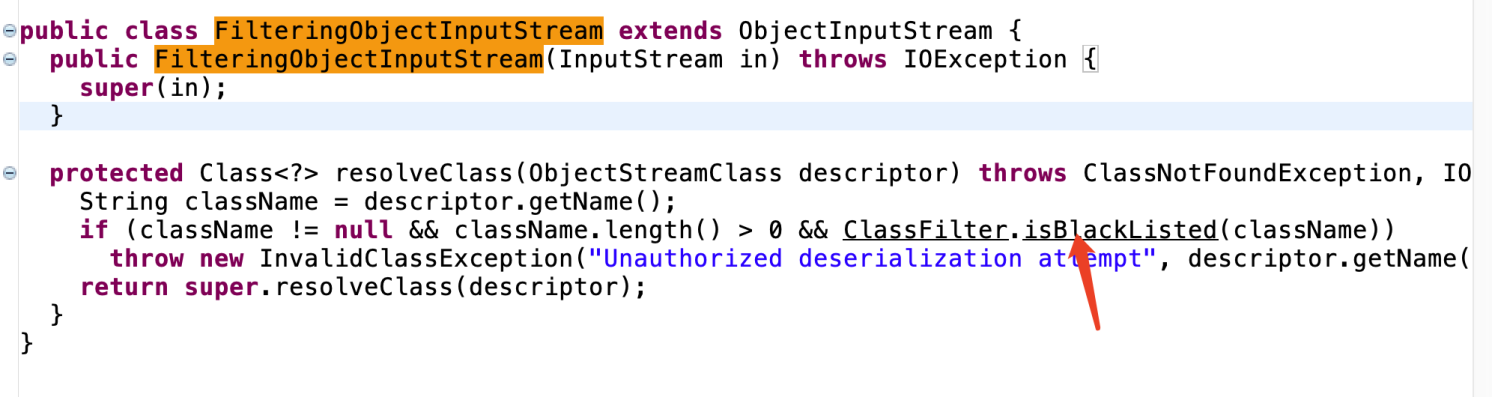 public class FilteringObjectInputStream extends ObjectInputStream {
public FilteringObjectInputStream(InputStream in) throws IOException {
super(in);
}
protected Class<?> resolveClass(ObjectStreamClass descriptor) throws ClassNotFoundException, IO
String className = descriptor.getName();
if (className != null && className.length() > 0 && ClassFilter.isBlackListed(className))
throw new InvalidClassException("Unauthorized deserialization attempt", descriptor.getName(
return super.resolveClass(descriptor);
}
}